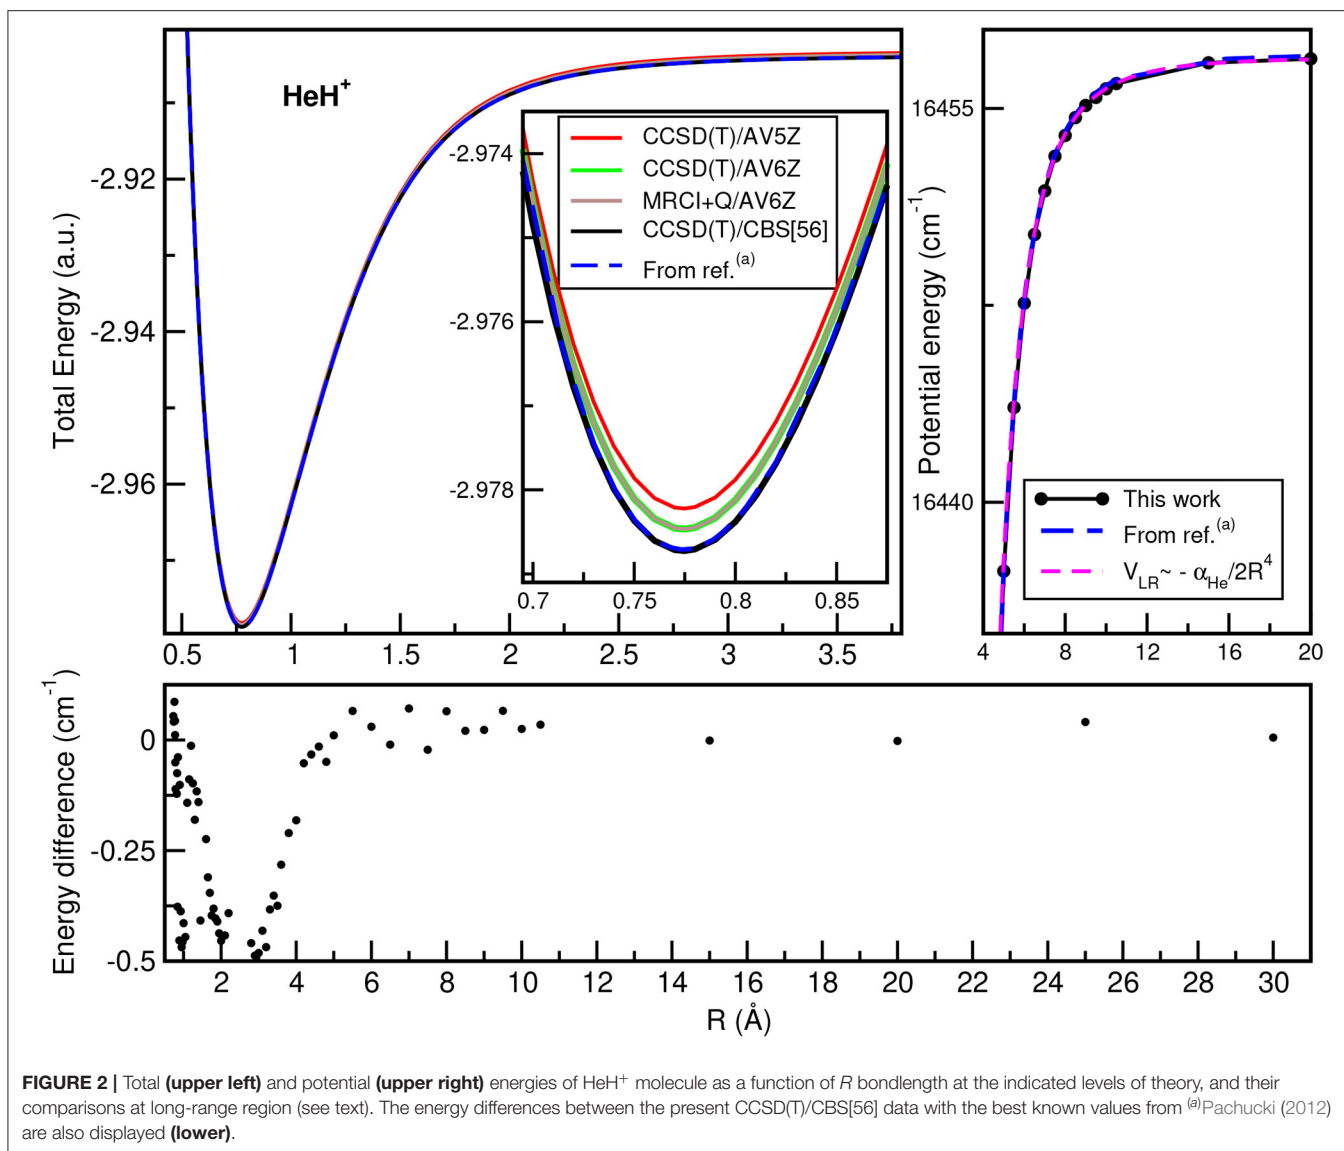 HeH+
Total Energy (a.u.)
-2.92
-2.94
-2.96
0.5 1 1.5 2 2.5 3 3.5
CCSD(T)/AV5Z
CCSD(T)/AV6Z
MRCI+Q/AV6Z
CCSD(T)/CBS[56]
From ref.(a)
-2.974
-2.976
-2.978
0.7 0.75 0.8 0.85
Potential energy (cm-1)
16455
16440
This work
From ref.(a)
VLR~ - αHe/2R4
4 8 12 16 20
Energy difference (cm-1)
0
-0.25
-0.5
2 4 6 8 10 12 14 16 18 20 22 24 26 28 30
R (Å)
FIGURE 2 | Total (upper left) and potential (upper right) energies of HeH+ molecule as a function of R bondlength at the indicated levels of theory, and their
comparisons at long-range region (see text). The energy differences between the present CCSD(T)/CBS[56] data with the best known values from (a)Pachucki (2012)
are also displayed (lower).